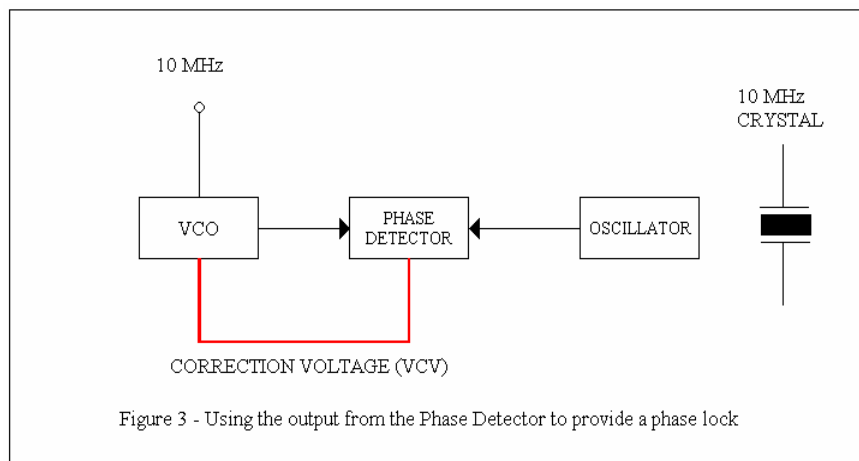 10 MHz
10 MHz
CRYSTAL
VCO
PHASE
DETECTOR
OSCILLATOR
CORRECTION VOLTAGE (VCV)
Figure 3 - Using the output from the Phase Detector to provide a phase lock